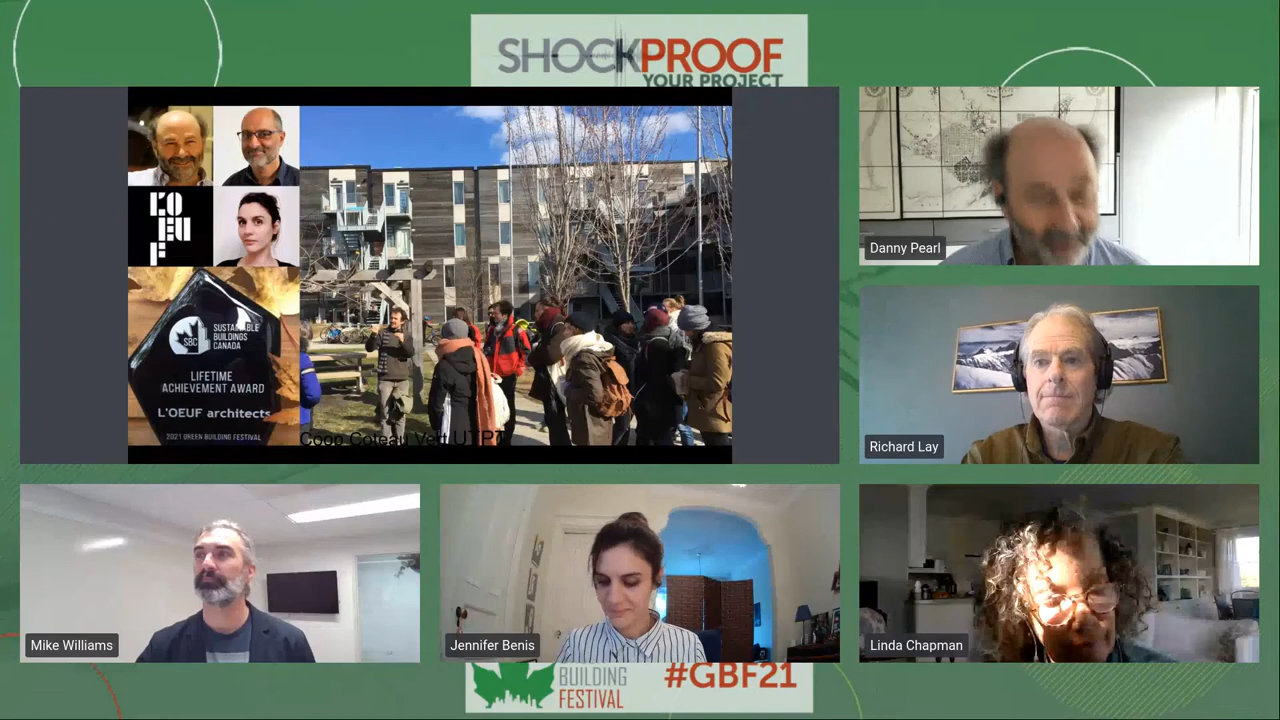 SHOCKPROOF
YOUR PROJECT
L'O
EU
F
SBC
SUSTAINABLE
BUILDINGS
CANADA
LIFETIME
ACHIEVEMENT AWARD
L'OEUF architects
2021 GREEN BUILDING FESTIVAL
Coop Coteau Vert UTPT
Danny Pearl
Richard Lay
Mike Williams
Jennifer Benis
Linda Chapman
BUILDING
FESTIVAL
#GBF21